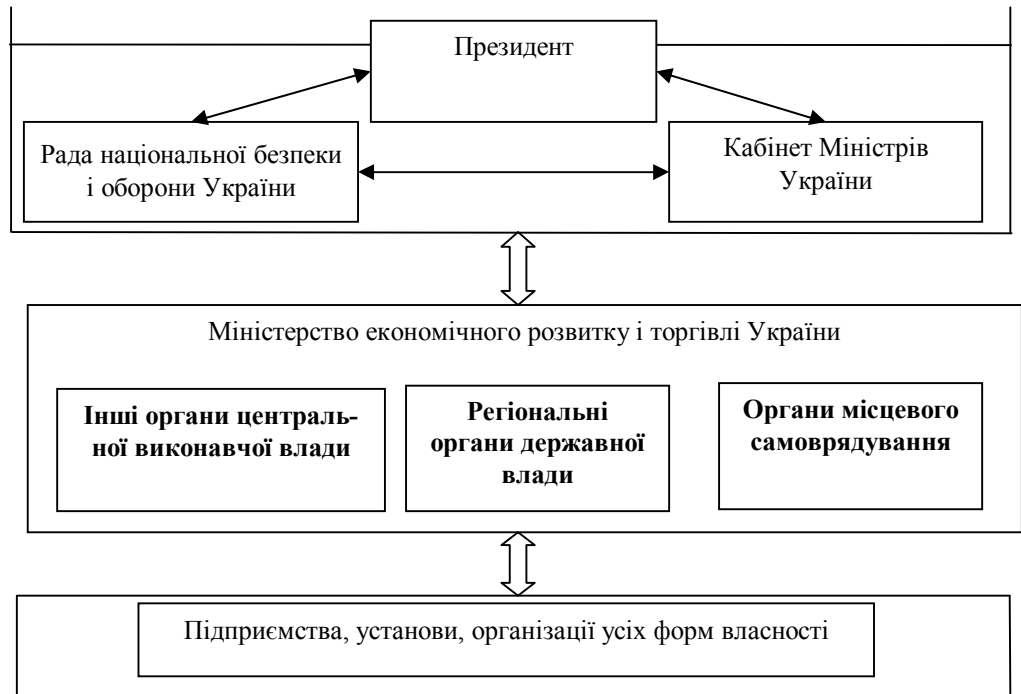 Президент
Рада національної безпеки
і оборони України
Кабінет Міністрів
України
Міністерство економічного розвитку і торгівлі України
Інші органи централь-
ної виконавчої влади
Регіональні
органи державної
влади
Органи місцевого
самоврядування
Підприємства, установи, організації усіх форм власності